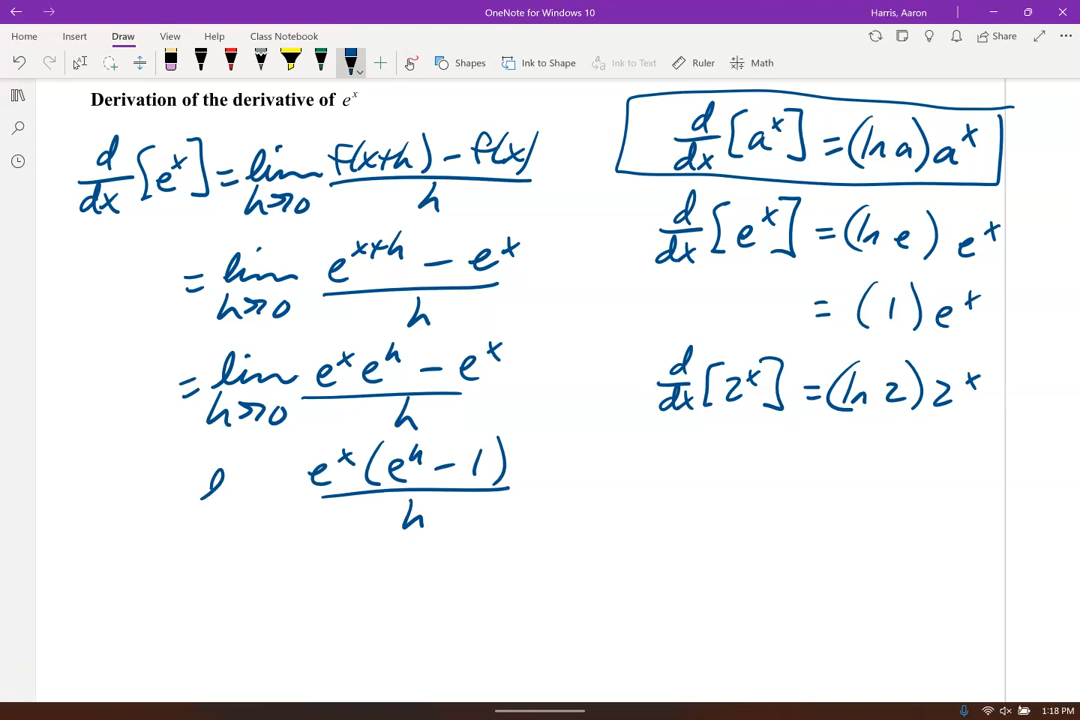 OneNote for Windows 10
Harris, Aaron
Home Insert Draw View Help Class Notebook
Share
Shapes Ink to Shape Ink to Text Ruler Math
Derivation of the derivative of e^x
d/dx [e^x] = lim h→0 (f(x+h) - f(x))/h
= lim h→0 (e^(x+h) - e^x)/h
= lim h→0 (e^x e^h - e^x)/h
l e^x(e^h - 1)/h
d/dx [a^x] = (ln a) a^x
d/dx [e^x] = (ln e) e^x
= (1) e^x
d/dx [2^x] = (ln 2) 2^x
1:18 PM